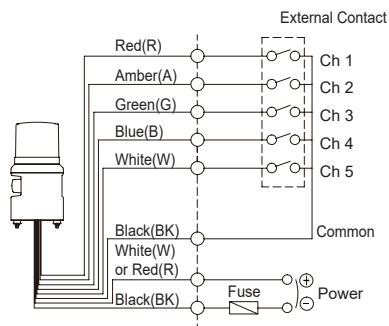 External Contact
Red(R)
Ch 1
Amber(A)
Ch 2
Green(G)
Ch 3
Blue(B)
Ch 4
White(W)
Ch 5
Black(BK)
Common
White(W)
or Red(R)
Fuse
Power
Black(BK)